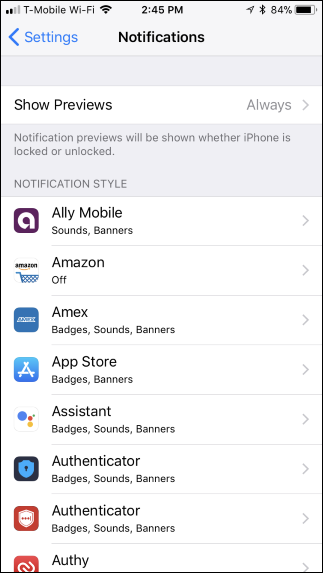 T-Mobile Wi-Fi 2:45 PM 84%
Settings Notifications
Show Previews Always
Notification previews will be shown whether iPhone is
locked or unlocked.
NOTIFICATION STYLE
Ally Mobile
Sounds, Banners
amazon
Amazon
Off
AMEX
Amex
Badges, Sounds, Banners
App Store
Badges, Banners
Assistant
Badges, Sounds, Banners
Authenticator
Badges, Sounds, Banners
Authenticator
Badges, Sounds, Banners
Authy